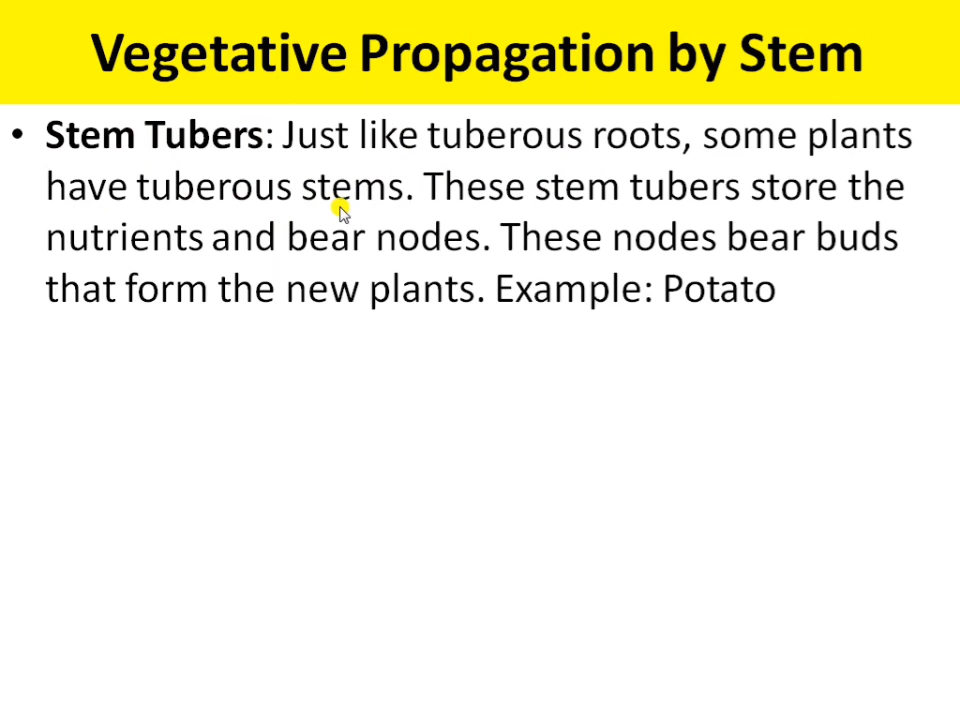 Vegetative Propagation by Stem
• Stem Tubers: Just like tuberous roots, some plants
have tuberous stems. These stem tubers store the
nutrients and bear nodes. These nodes bear buds
that form the new plants. Example: Potato